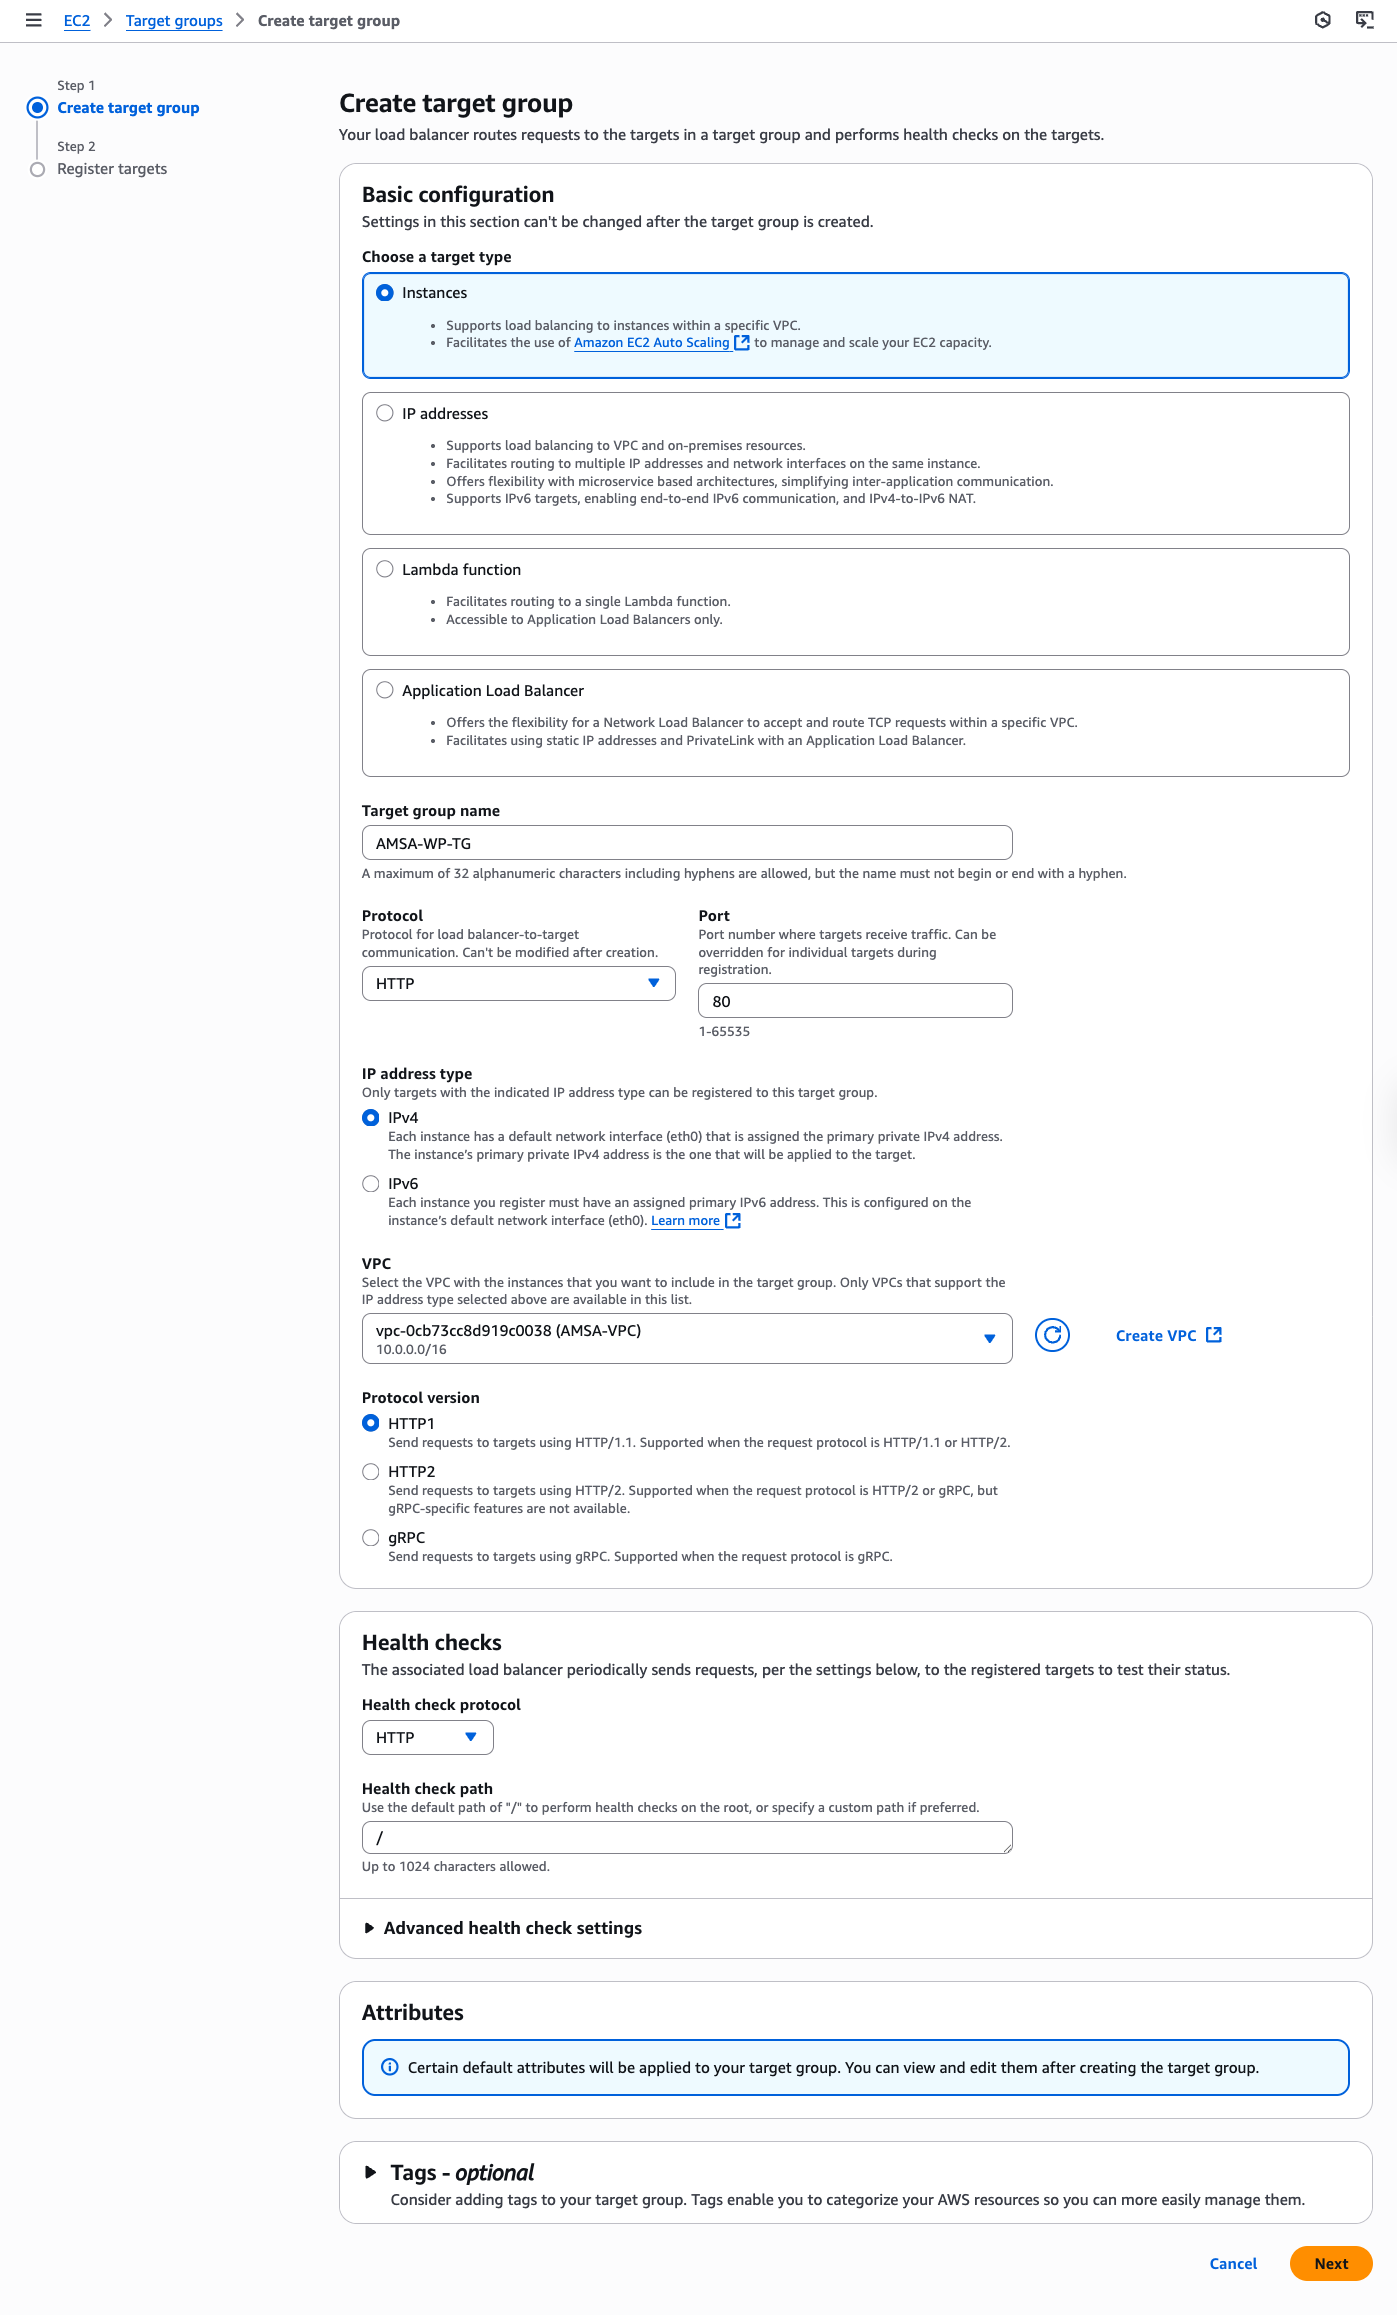 EC2 > Target groups > Create target group
Step 1
Create target group
Step 2
Register targets
Create target group
Your load balancer routes requests to the targets in a target group and performs health checks on the targets.
Basic configuration
Settings in this section can't be changed after the target group is created.
Choose a target type
Instances
• Supports load balancing to instances within a specific VPC.
• Facilitates the use of Amazon EC2 Auto Scaling to manage and scale your EC2 capacity.
IP addresses
• Supports load balancing to VPC and on-premises resources.
• Facilitates routing to multiple IP addresses and network interfaces on the same instance.
• Offers flexibility with microservice based architectures, simplifying inter-application communication.
• Supports IPv6 targets, enabling end-to-end IPv6 communication, and IPv4-to-IPv6 NAT.
Lambda function
• Facilitates routing to a single Lambda function.
• Accessible to Application Load Balancers only.
Application Load Balancer
• Offers the flexibility for a Network Load Balancer to accept and route TCP requests within a specific VPC.
• Facilitates using static IP addresses and PrivateLink with an Application Load Balancer.
Target group name
AMSA-WP-TG
A maximum of 32 alphanumeric characters including hyphens are allowed, but the name must not begin or end with a hyphen.
Protocol
Protocol for load balancer-to-target
communication. Can't be modified after creation.
HTTP
Port
Port number where targets receive traffic. Can be
overridden for individual targets during
registration.
80
1-65535
IP address type
Only targets with the indicated IP address type can be registered to this target group.
IPv4
Each instance has a default network interface (eth0) that is assigned the primary private IPv4 address.
The instance's primary private IPv4 address is the one that will be applied to the target.
IPv6
Each instance you register must have an assigned primary IPv6 address. This is configured on the
instance's default network interface (eth0). Learn more
VPC
Select the VPC with the instances that you want to include in the target group. Only VPCs that support the
IP address type selected above are available in this list.
vpc-0cb73cc8d919c0038 (AMSA-VPC)
10.0.0.0/16
Create VPC
Protocol version
HTTP1
Send requests to targets using HTTP/1.1. Supported when the request protocol is HTTP/1.1 or HTTP/2.
HTTP2
Send requests to targets using HTTP/2. Supported when the request protocol is HTTP/2 or gRPC, but
gRPC-specific features are not available.
gRPC
Send requests to targets using gRPC. Supported when the request protocol is gRPC.
Health checks
The associated load balancer periodically sends requests, per the settings below, to the registered targets to test their status.
Health check protocol
HTTP
Health check path
Use the default path of "/" to perform health checks on the root, or specify a custom path if preferred.
/
Up to 1024 characters allowed.
Advanced health check settings
Attributes
Certain default attributes will be applied to your target group. You can view and edit them after creating the target group.
Tags - optional
Consider adding tags to your target group. Tags enable you to categorize your AWS resources so you can more easily manage them.
Cancel
Next